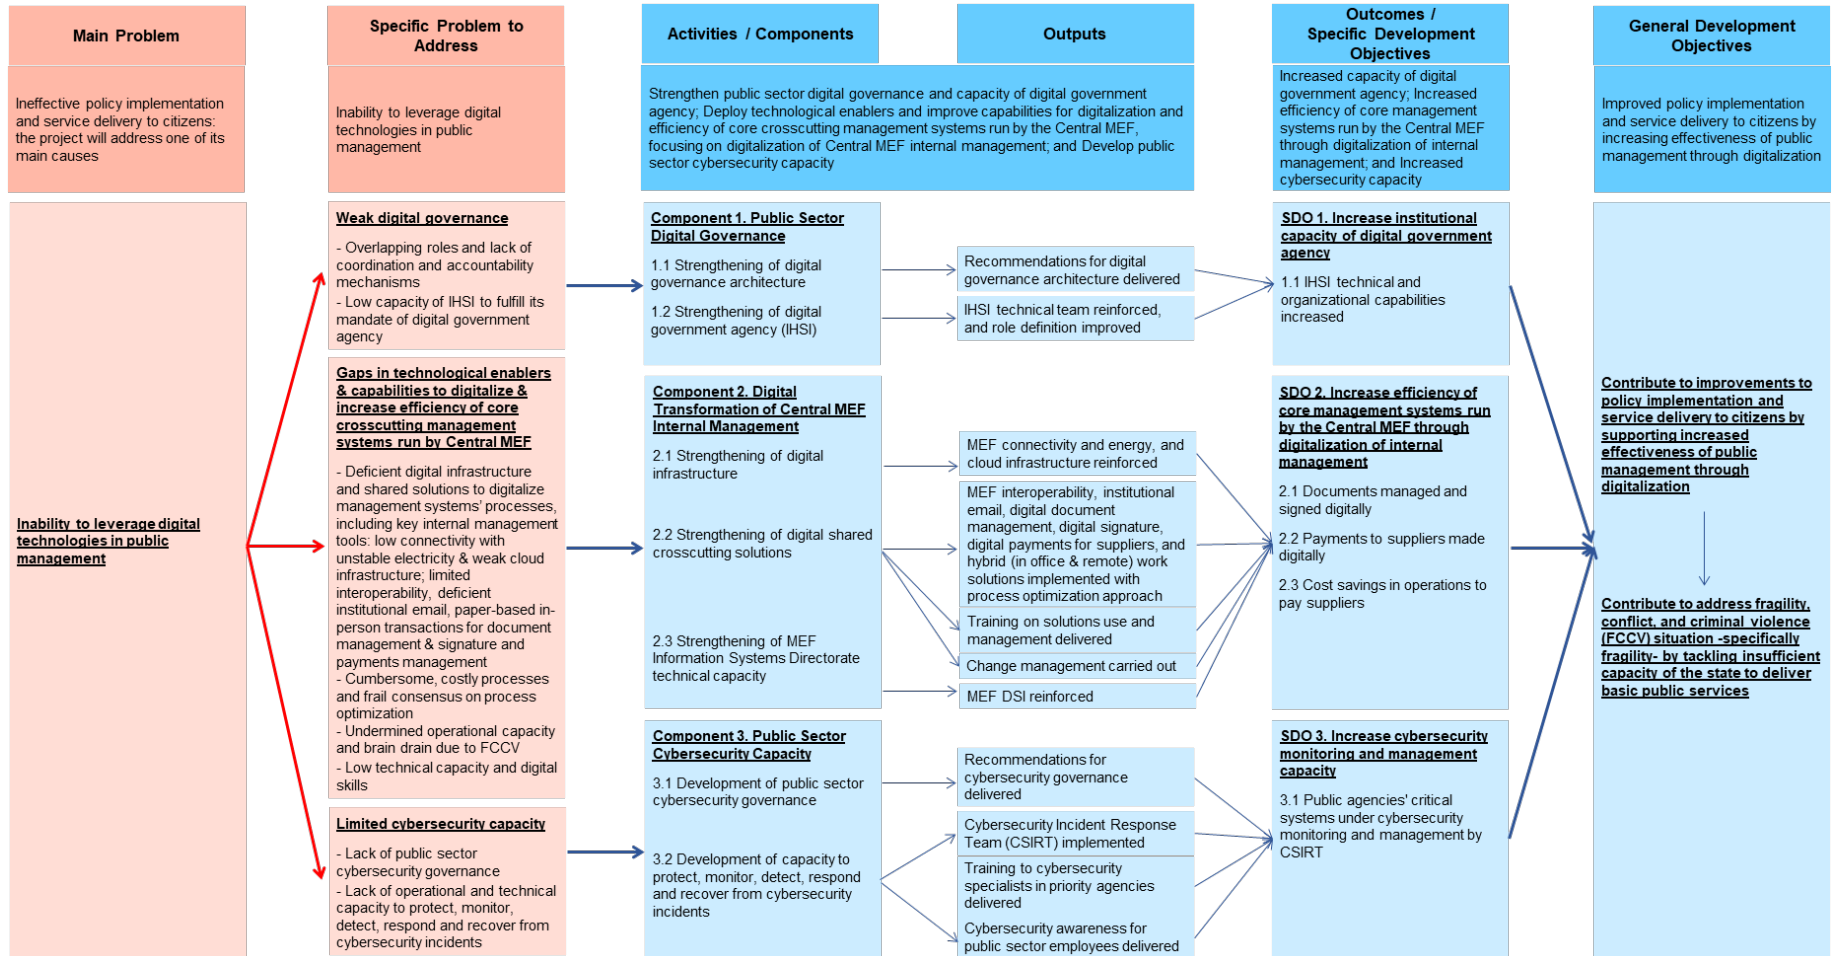 Main Problem
Specific Problem to
Address
Activities / Components
Outputs
Outcomes /
Specific Development
Objectives
General Development
Objectives
Ineffective policy implementation
and service delivery to citizens:
the project will address one of its
main causes
Inability to leverage digital
technologies in public
management
Strengthen public sector digital governance and capacity of digital government
agency; Deploy technological enablers and improve capabilities for digitalization and
efficiency of core crosscutting management systems run by the Central MEF,
focusing on digitalization of Central MEF internal management; and Develop public
sector cybersecurity capacity
Increased capacity of digital
government agency; Increased
efficiency of core management
systems run by the Central MEF
through digitalization of internal
management; and Increased
cybersecurity capacity
Improved policy implementation
and service delivery to citizens by
increasing effectiveness of public
management through digitalization
Inability to leverage digital
technologies in public
management
Weak digital governance
- Overlapping roles and lack of
coordination and accountability
mechanisms
- Low capacity of IHSI to fulfill its
mandate of digital government
agency
Gaps in technological enablers
& capabilities to digitalize &
increase efficiency of core
crosscutting management
systems run by Central MEF
- Deficient digital infrastructure
and shared solutions to digitalize
management systems' processes,
including key internal management
tools: low connectivity with
unstable electricity & weak cloud
infrastructure; limited
interoperability, deficient
institutional email, paper-based in-
person transactions for document
management & signature and
payments management
- Cumbersome, costly processes
and frail consensus on process
optimization
- Undermined operational capacity
and brain drain due to FCCV
- Low technical capacity and digital
skills
Limited cybersecurity capacity
- Lack of public sector
cybersecurity governance
- Lack of operational and technical
capacity to protect, monitor,
detect, respond and recover from
cybersecurity incidents
Component 1. Public Sector
Digital Governance
1.1 Strengthening of digital
governance architecture
1.2 Strengthening of digital
government agency (IHSI)
Component 2. Digital
Transformation of Central MEF
Internal Management
2.1 Strengthening of digital
infrastructure
2.2 Strengthening of digital shared
crosscutting solutions
2.3 Strengthening of MEF
Information Systems Directorate
technical capacity
Component 3. Public Sector
Cybersecurity Capacity
3.1 Development of public sector
cybersecurity governance
3.2 Development of capacity to
protect, monitor, detect, respond
and recover from cybersecurity
incidents
Recommendations for digital
governance architecture delivered
IHSI technical team reinforced,
and role definition improved
MEF connectivity and energy, and
cloud infrastructure reinforced
MEF interoperability, institutional
email, digital document
management, digital signature,
digital payments for suppliers, and
hybrid (in office & remote) work
solutions implemented with
process optimization approach
Training on solutions use and
management delivered
Change management carried out
MEF DSI reinforced
Recommendations for
cybersecurity governance
delivered
Cybersecurity Incident Response
Team (CSIRT) implemented
Training to cybersecurity
specialists in priority agencies
delivered
Cybersecurity awareness for
public sector employees delivered
SDO 1. Increase institutional
capacity of digital government
agency
1.1 IHSI technical and
organizational capabilities
increased
SDO 2. Increase efficiency of
core management systems run
by the Central MEF through
digitalization of internal
management
2.1 Documents managed and
signed digitally
2.2 Payments to suppliers made
digitally
2.3 Cost savings in operations to
pay suppliers
SDO 3. Increase cybersecurity
monitoring and management
capacity
3.1 Public agencies' critical
systems under cybersecurity
monitoring and management by
CSIRT
Contribute to improvements to
policy implementation and
service delivery to citizens by
supporting increased
effectiveness of public
management through
digitalization
Contribute to address fragility,
conflict, and criminal violence
(FCCV) situation -specifically
fragility- by tackling insufficient
capacity of the state to deliver
basic public services